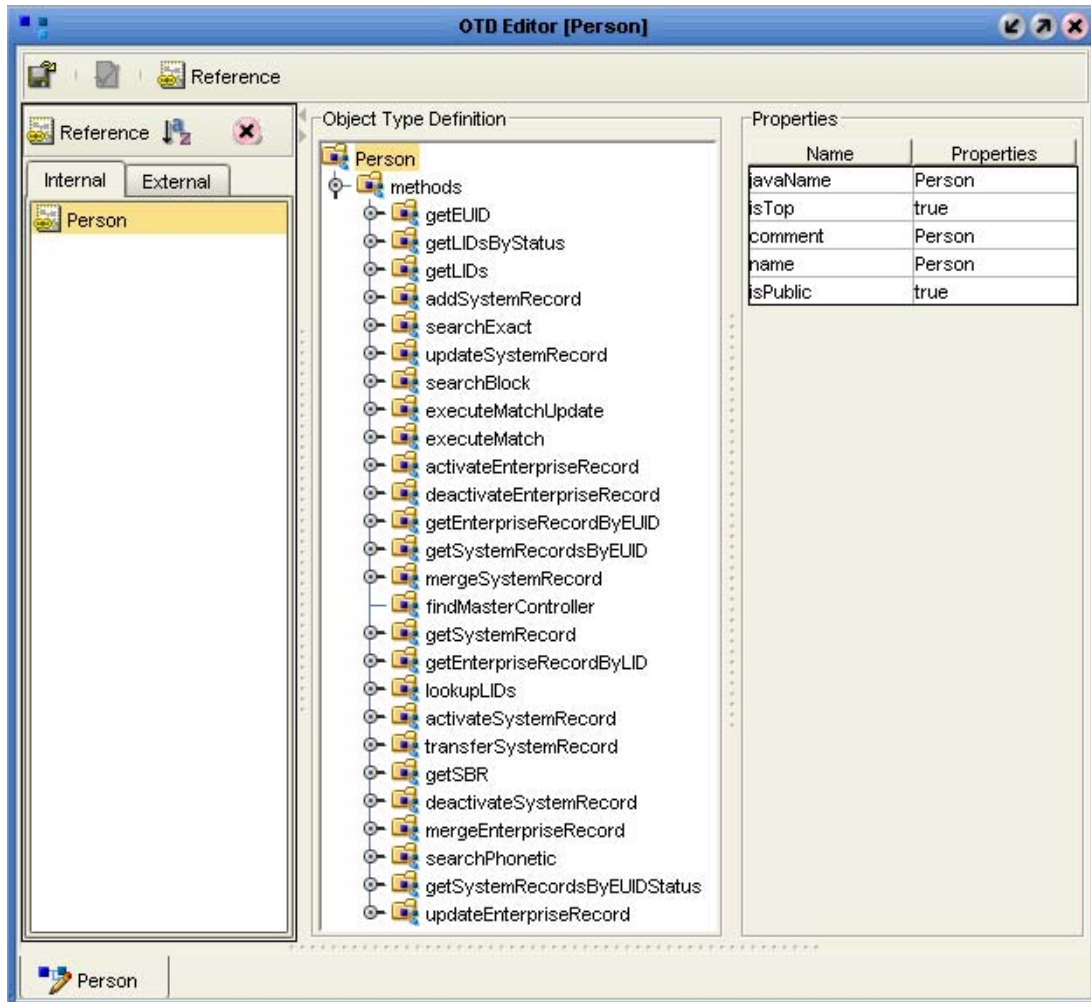 OTD Editor [Person]
Reference
Reference
Internal External
Person
Object Type Definition
Person
methods
getEUID
getLIDsByStatus
getLIDs
addSystemRecord
searchExact
updateSystemRecord
searchBlock
executeMatchUpdate
executeMatch
activateEnterpriseRecord
deactivateEnterpriseRecord
getEnterpriseRecordByEUID
getSystemRecordsByEUID
mergeSystemRecord
findMasterController
getSystemRecord
getEnterpriseRecordByLID
lookupLIDs
activateSystemRecord
transferSystemRecord
getSBR
deactivateSystemRecord
mergeEnterpriseRecord
searchPhonetic
getSystemRecordsByEUIDStatus
updateEnterpriseRecord
Properties
Name Properties
javaName Person
isTop true
comment Person
name Person
isPublic true
Person